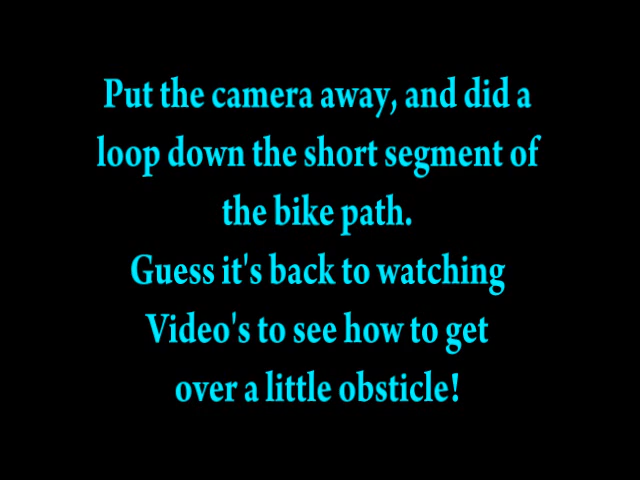 Put the camera away, and did a
loop down the short segment of
the bike path.
Guess it's back to watching
Video's to see how to get
over a little obsticle!